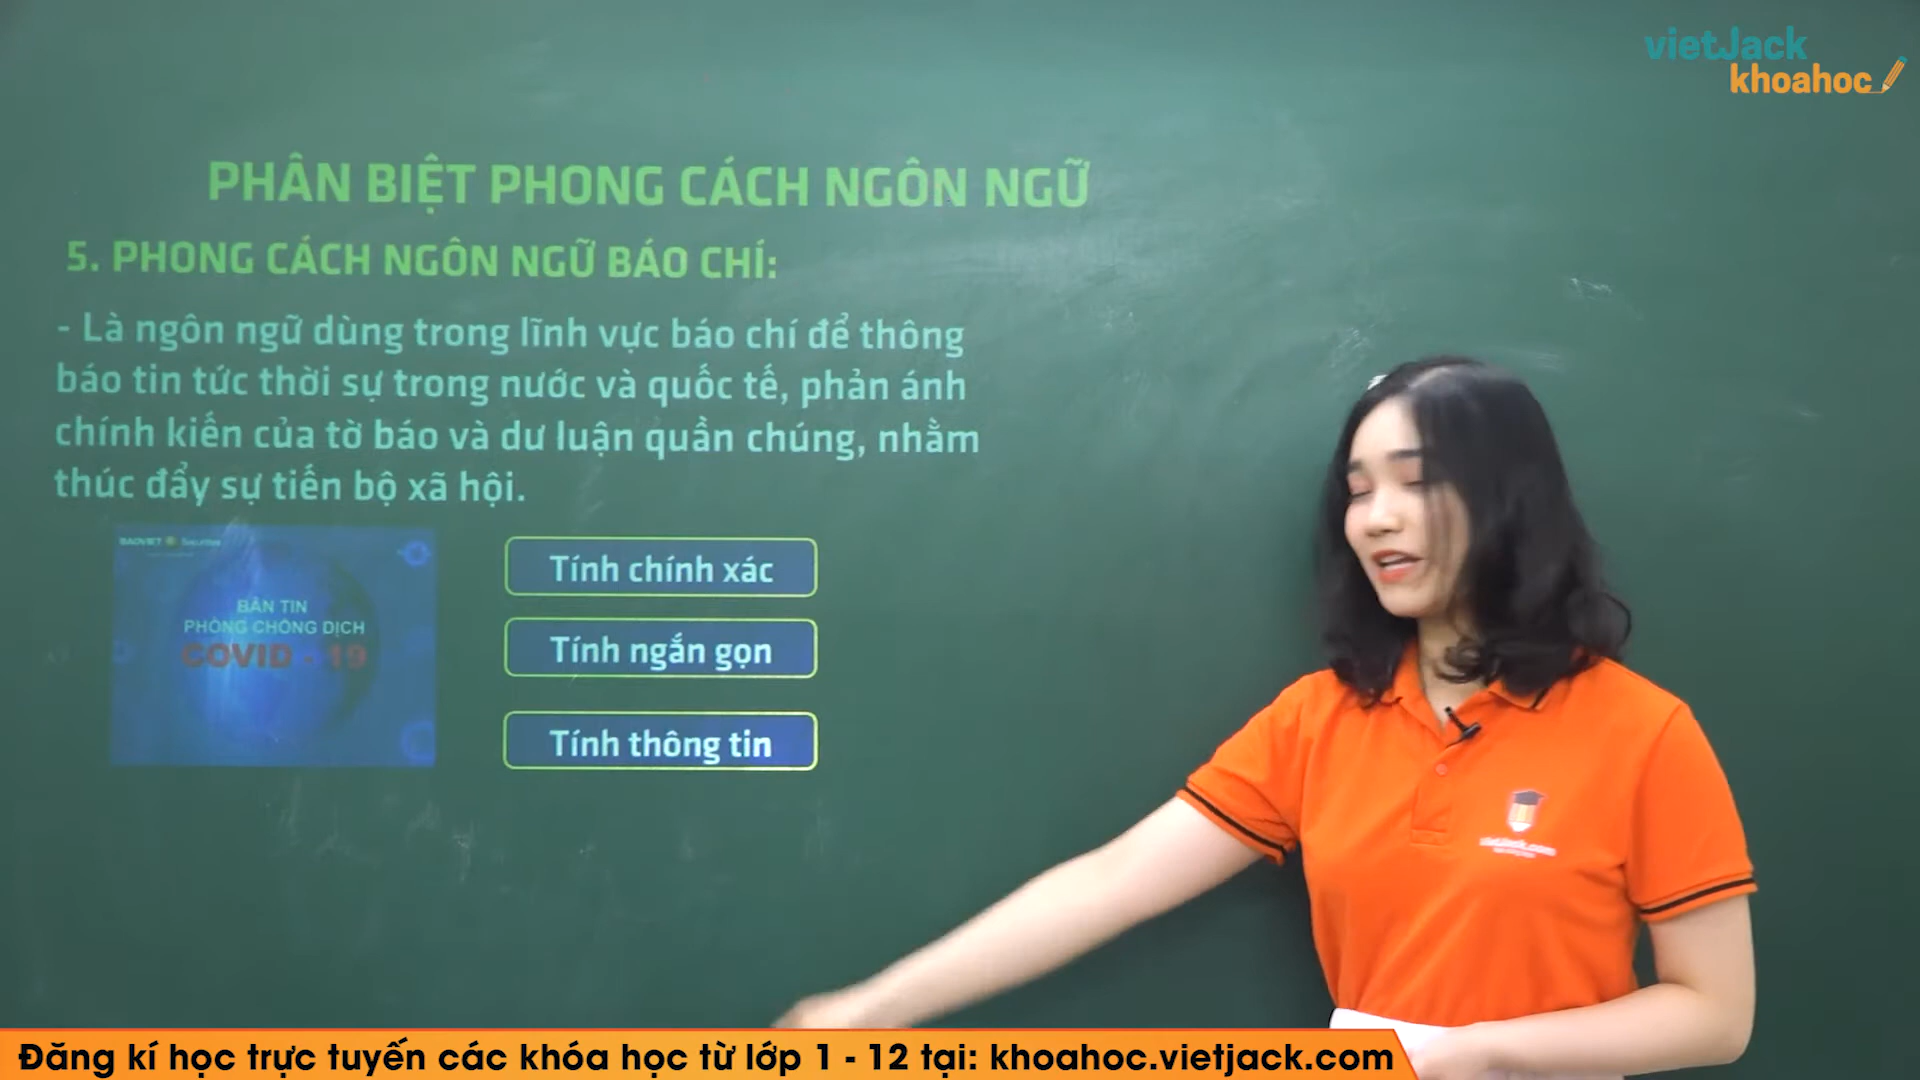 vietJack
khoahoc
PHÂN BIỆT PHONG CÁCH NGÔN NGỮ
5. PHONG CÁCH NGÔN NGỮ BÁO CHÍ:
- Là ngôn ngữ dùng trong lĩnh vực báo chí để thông
báo tin tức thời sự trong nước và quốc tế, phản ánh
chính kiến của tờ báo và dư luận quần chúng, nhằm
thúc đẩy sự tiến bộ xã hội.
BAOVIET Securities
BẢN TIN
PHÒNG CHỐNG DỊCH
COVID - 19
Tính chính xác
Tính ngắn gọn
Tính thông tin
vietJack.com
Đăng kí học trực tuyến các khóa học từ lớp 1 - 12 tại: khoahoc.vietjack.com